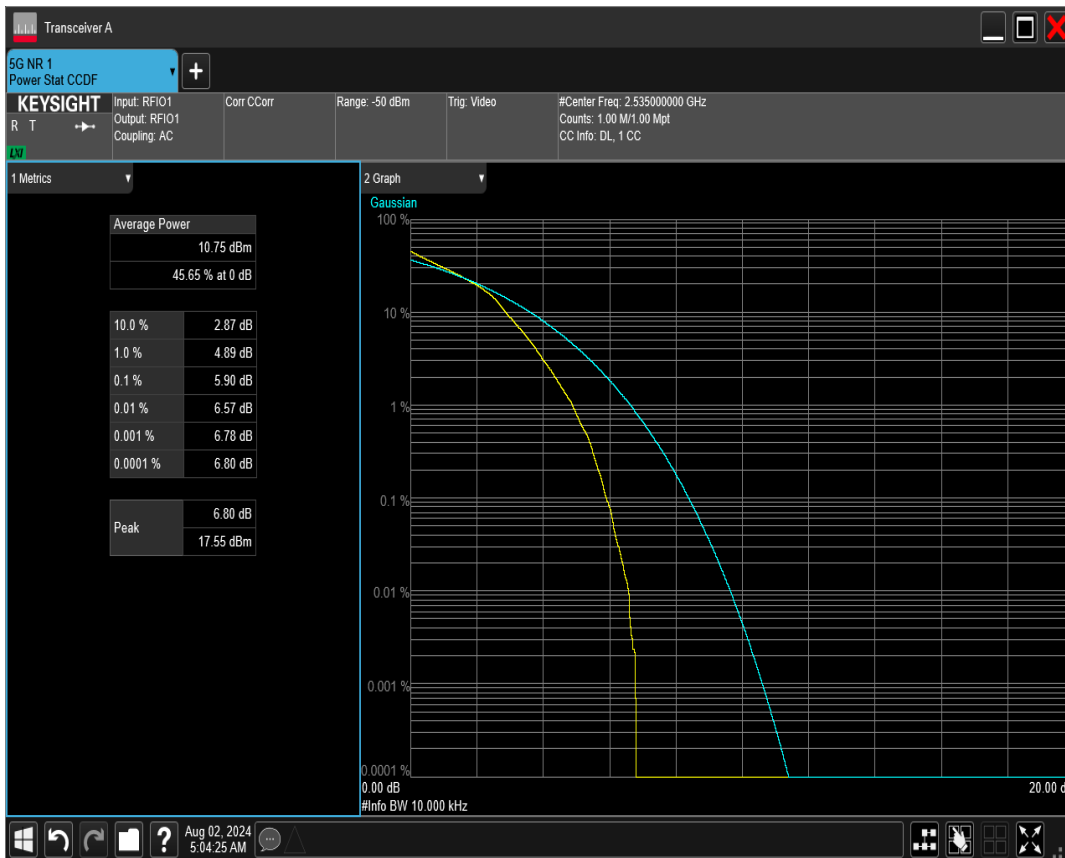 Transceiver A
5G NR 1
Power Stat CCDF
+
KEYSIGHT
R T
LXI
Input: RFIO1
Output: RFIO1
Coupling: AC
Corr CCorr
Range: -50 dBm
Trig: Video
#Center Freq: 2.535000000 GHz
Counts: 1.00 M/1.00 Mpt
CC Info: DL, 1 CC
1 Metrics
Average Power
10.75 dBm
45.65 % at 0 dB
10.0 % 2.87 dB
1.0 % 4.89 dB
0.1 % 5.90 dB
0.01 % 6.57 dB
0.001 % 6.78 dB
0.0001 % 6.80 dB
Peak
6.80 dB
17.55 dBm
2 Graph
Gaussian
100 %
10 %
1 %
0.1 %
0.01 %
0.001 %
0.0001 %
0.00 dB
20.00 d
#Info BW 10.000 kHz
?
Aug 02, 2024
5:04:25 AM